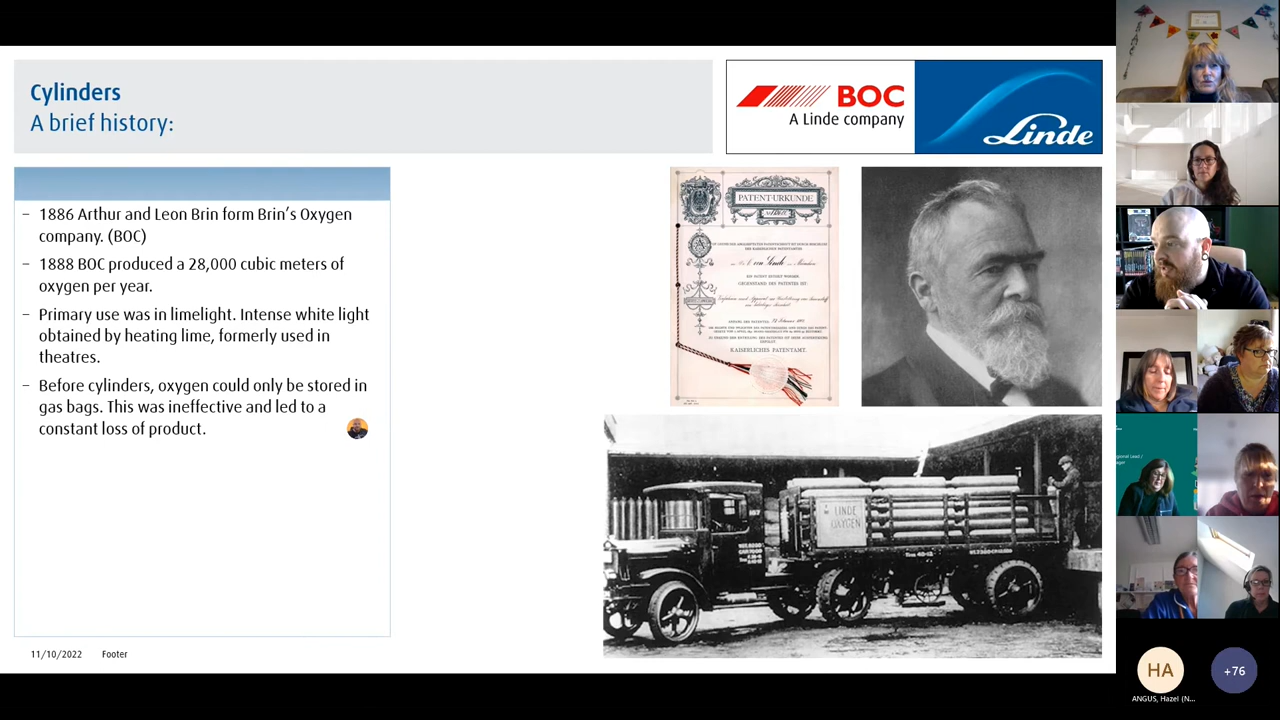 Cylinders
A brief history:
BOC
A Linde company
Linde
– 1886 Arthur and Leon Brin form Brin's Oxygen
company. (BOC)
– 1888 BOC produced a 28,000 cubic meters of
oxygen per year.
– Primary use was in limelight. Intense white light
obtained by heating lime, formerly used in
theatres.
– Before cylinders, oxygen could only be stored in
gas bags. This was ineffective and led to a
constant loss of product.
PATENT-URKUNDE
KAISERLICHES PATENTAMT.
LINDE
OXYGEN
11/10/2022 Footer
HA
+76
ANGUS, Hazel (N...